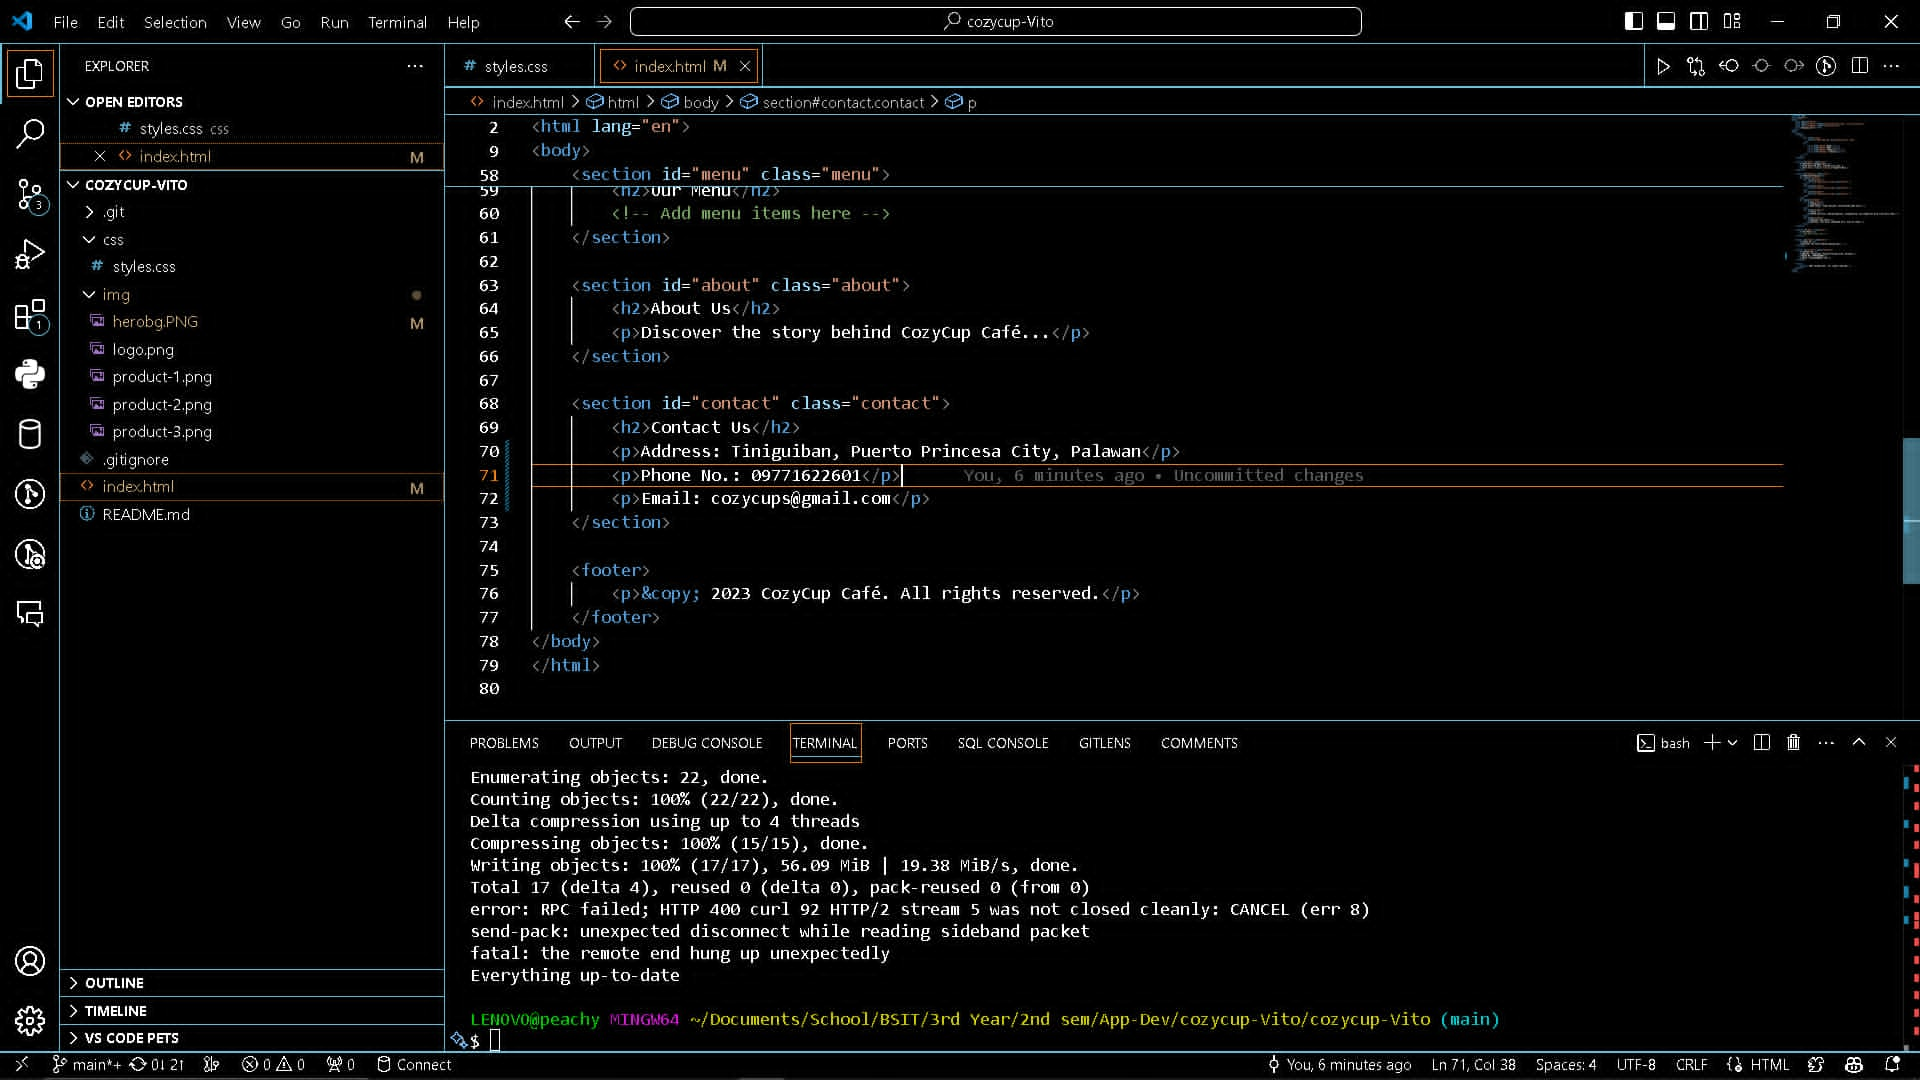 File Edit Selection View Go Run Terminal Help
cozycup-Vito
EXPLORER
OPEN EDITORS
# styles.css css
<> index.html M
COZYCUP-VITO
.git
css
# styles.css
img
herobg.PNG M
logo.png
product-1.png
product-2.png
product-3.png
.gitignore
<> index.html M
README.md
OUTLINE
TIMELINE
VS CODE PETS
3
1
# styles.css
<> index.html M
<> index.html > html > body > section#contact.contact > p
2 <html lang="en">
9 <body>
58 <section id="menu" class="menu">
59 <h2>Our Menu</h2>
60 <!-- Add menu items here -->
61 </section>
62
63 <section id="about" class="about">
64 <h2>About Us</h2>
65 <p>Discover the story behind CozyCup Café...</p>
66 </section>
67
68 <section id="contact" class="contact">
69 <h2>Contact Us</h2>
70 <p>Address: Tiniguiban, Puerto Princesa City, Palawan</p>
71 <p>Phone No.: 09771622601</p> You, 6 minutes ago • Uncommitted changes
72 <p>Email: cozycups@gmail.com</p>
73 </section>
74
75 <footer>
76 <p>&copy; 2023 CozyCup Café. All rights reserved.</p>
77 </footer>
78 </body>
79 </html>
80
PROBLEMS OUTPUT DEBUG CONSOLE TERMINAL PORTS SQL CONSOLE GITLENS COMMENTS
bash
Enumerating objects: 22, done.
Counting objects: 100% (22/22), done.
Delta compression using up to 4 threads
Compressing objects: 100% (15/15), done.
Writing objects: 100% (17/17), 56.09 MiB | 19.38 MiB/s, done.
Total 17 (delta 4), reused 0 (delta 0), pack-reused 0 (from 0)
error: RPC failed; HTTP 400 curl 92 HTTP/2 stream 5 was not closed cleanly: CANCEL (err 8)
send-pack: unexpected disconnect while reading sideband packet
fatal: the remote end hung up unexpectedly
Everything up-to-date
LENOVO@peachy MINGW64 ~/Documents/School/BSIT/3rd Year/2nd sem/App-Dev/cozycup-Vito/cozycup-Vito (main)
$
main*+ 0↓ 2↑ 0 0 0 Connect
You, 6 minutes ago Ln 71, Col 38 Spaces: 4 UTF-8 CRLF HTML